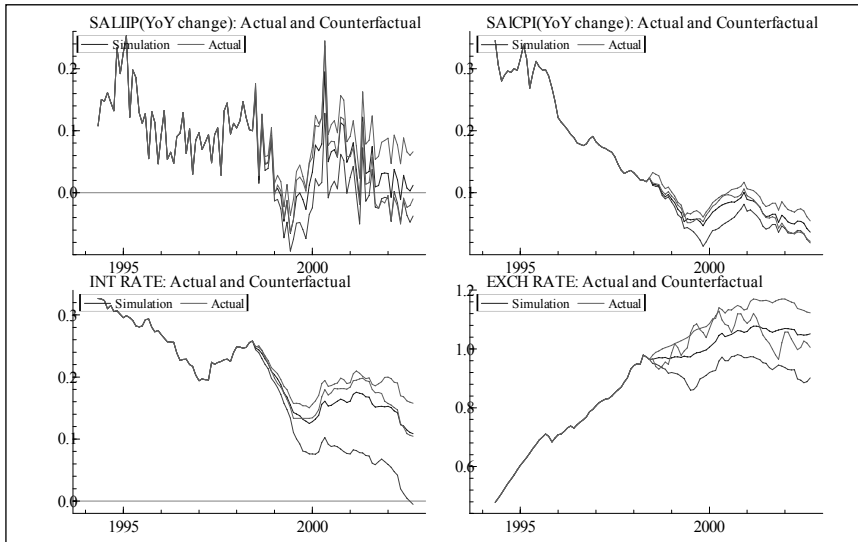 SALIIP(YoY change): Actual and Counterfactual
Simulation Actual
0.2
0.1
0.0
1995 2000
SAlCPI(YoY change): Actual and Counterfactual
Simulation Actual
0.2
0.1
1995 2000
INT RATE: Actual and Counterfactual
Simulation Actual
0.3
0.2
0.1
0.0
1995 2000
EXCH RATE: Actual and Counterfactual
Simulation Actual
1.2
1.0
0.8
0.6
1995 2000